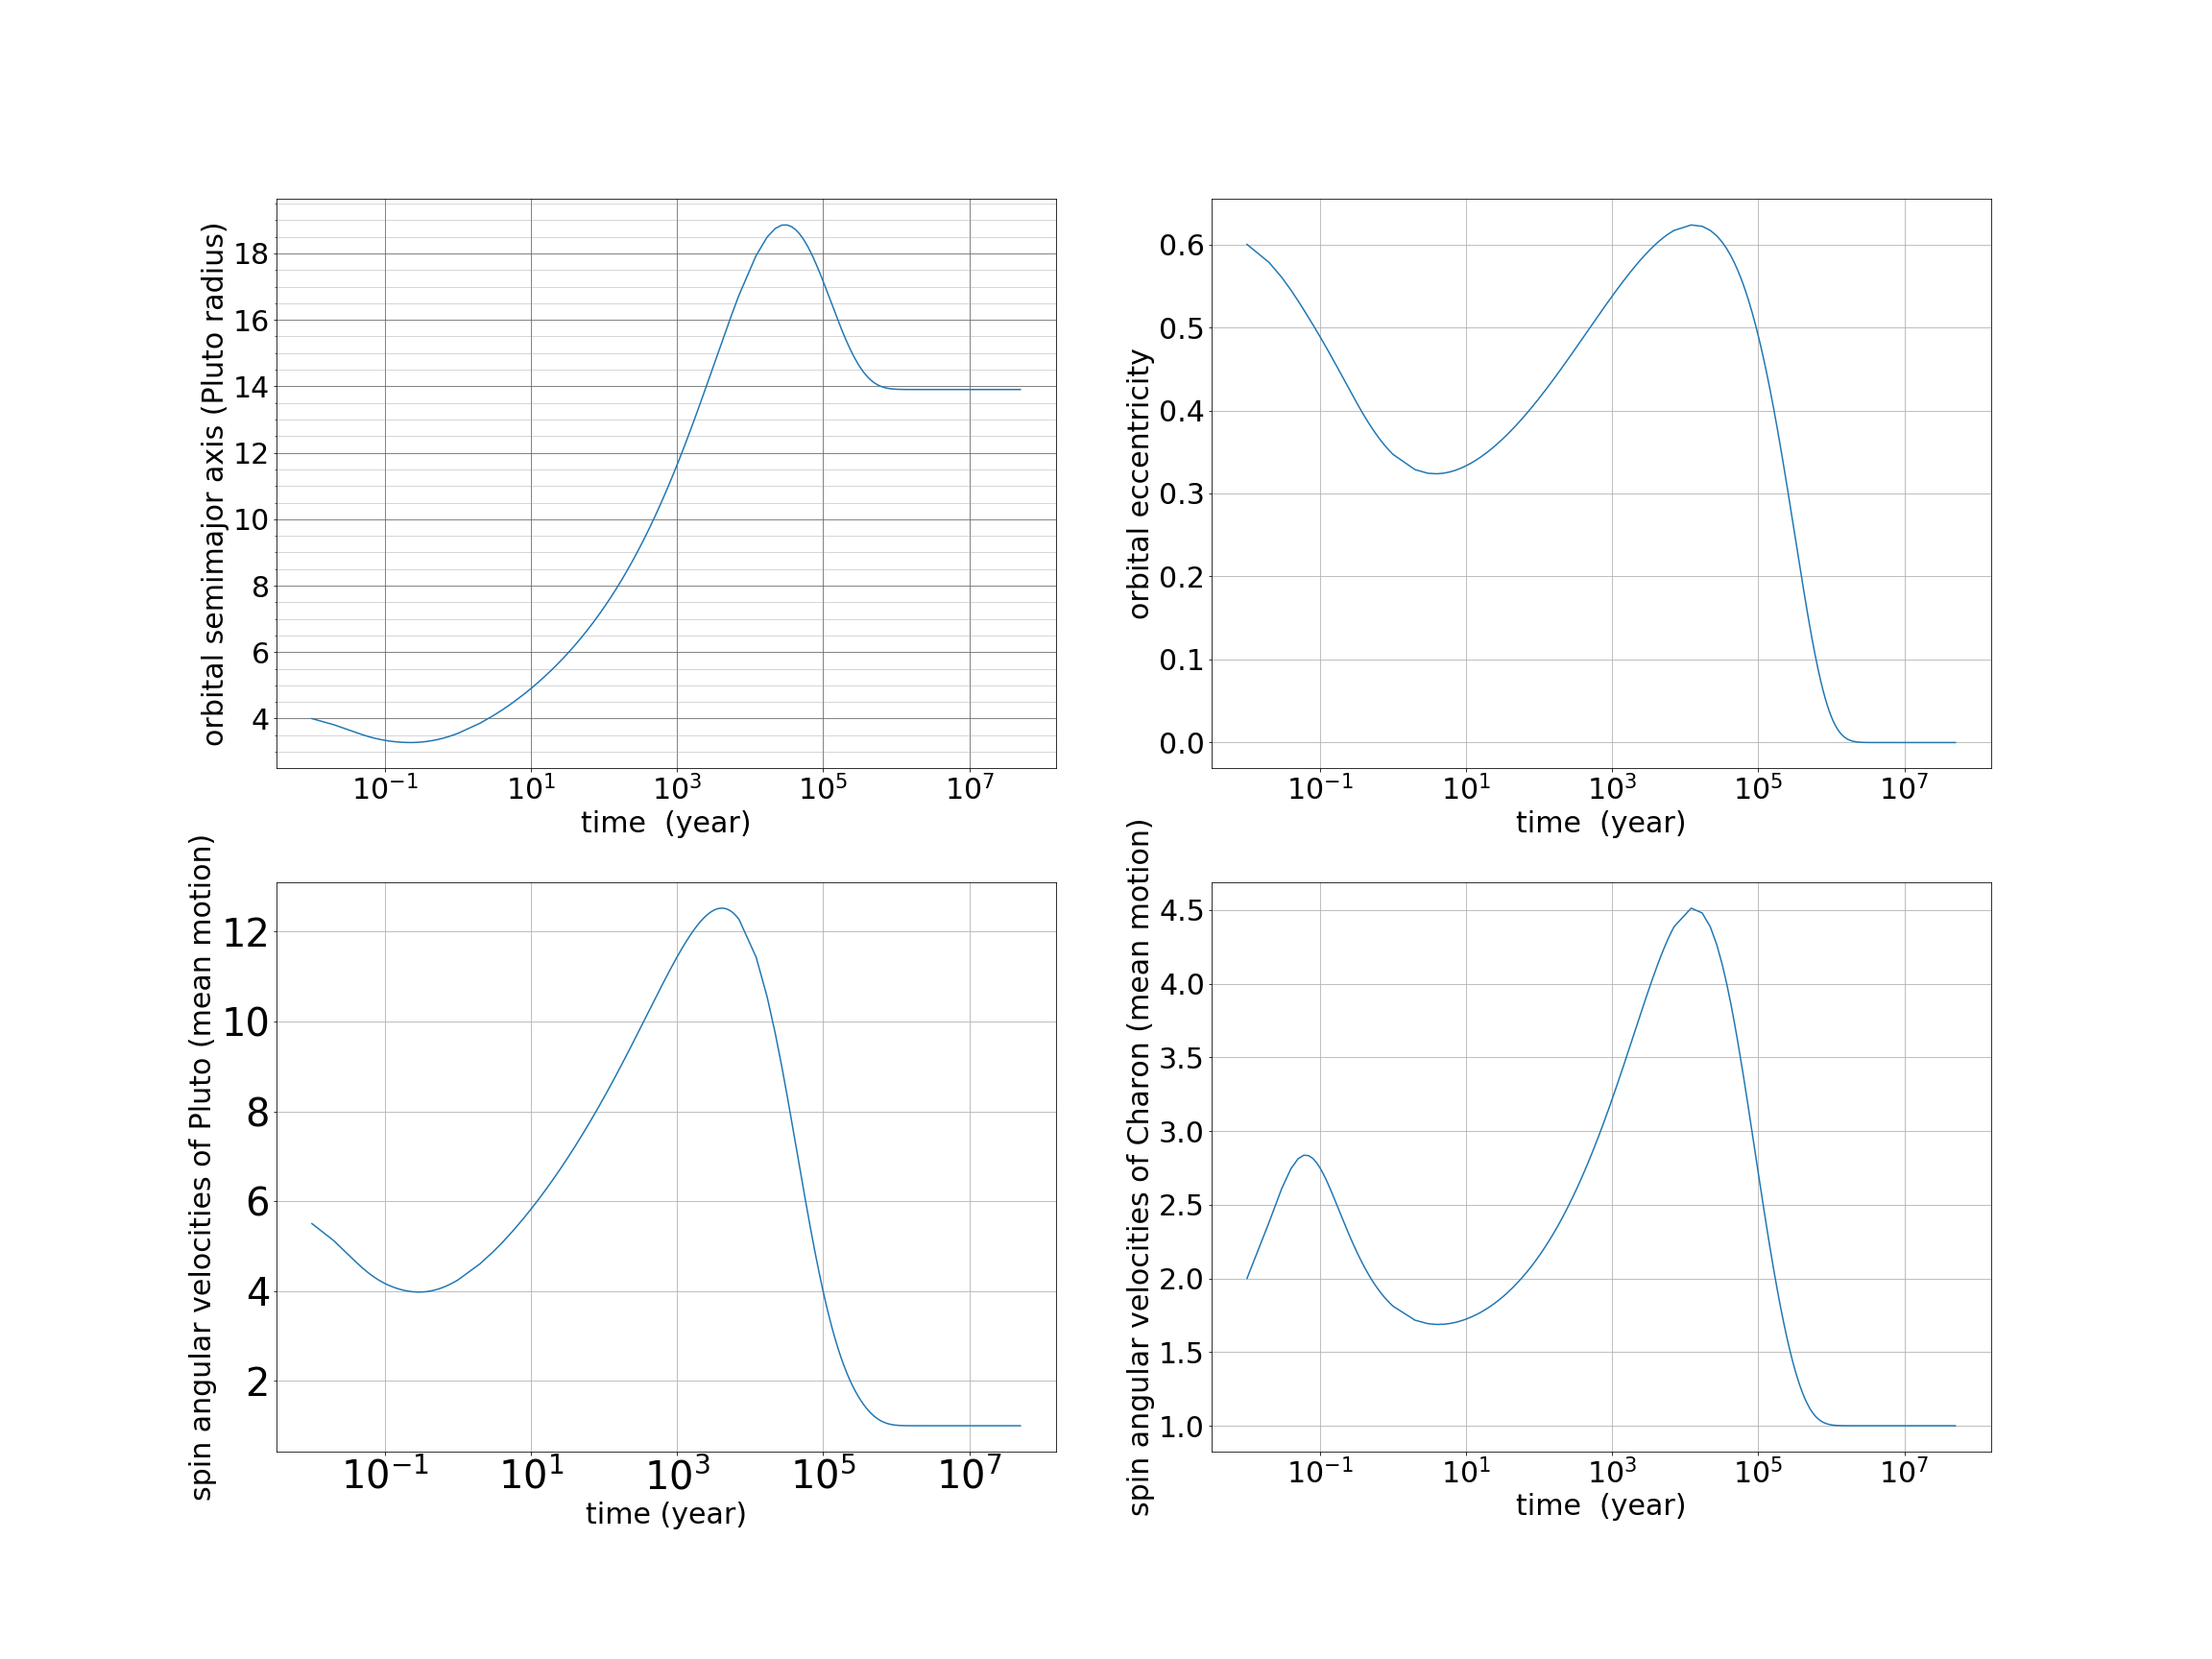 orbital semimajor axis (Pluto radius)
18
16
14
12
10
8
6
4
10⁻¹ 10¹ 10³ 10⁵ 10⁷
time (year)
orbital eccentricity
0.6
0.5
0.4
0.3
0.2
0.1
0.0
10⁻¹ 10¹ 10³ 10⁵ 10⁷
time (year)
spin angular velocities of Pluto (mean motion)
12
10
8
6
4
2
10⁻¹ 10¹ 10³ 10⁵ 10⁷
time (year)
spin angular velocities of Charon (mean motion)
4.5
4.0
3.5
3.0
2.5
2.0
1.5
1.0
10⁻¹ 10¹ 10³ 10⁵ 10⁷
time (year)